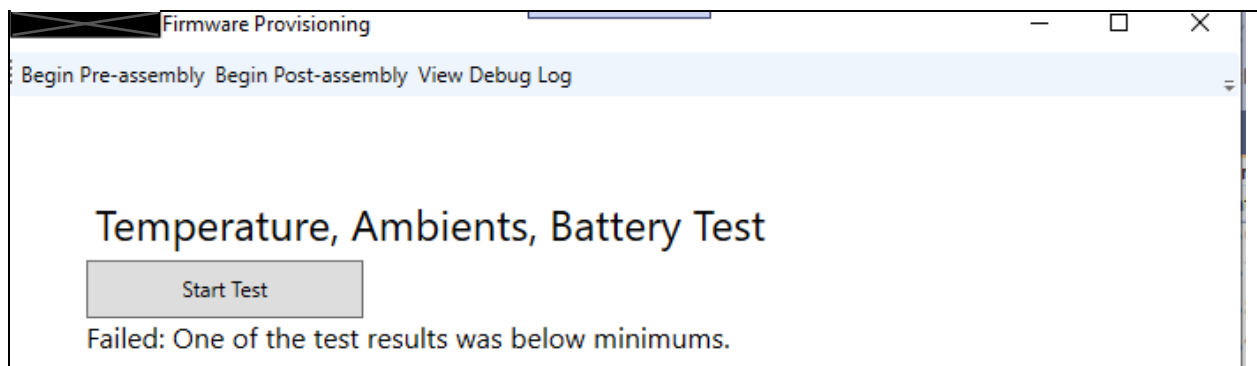 Firmware Provisioning
Begin Pre-assembly Begin Post-assembly View Debug Log
Temperature, Ambients, Battery Test
Start Test
Failed: One of the test results was below minimums.